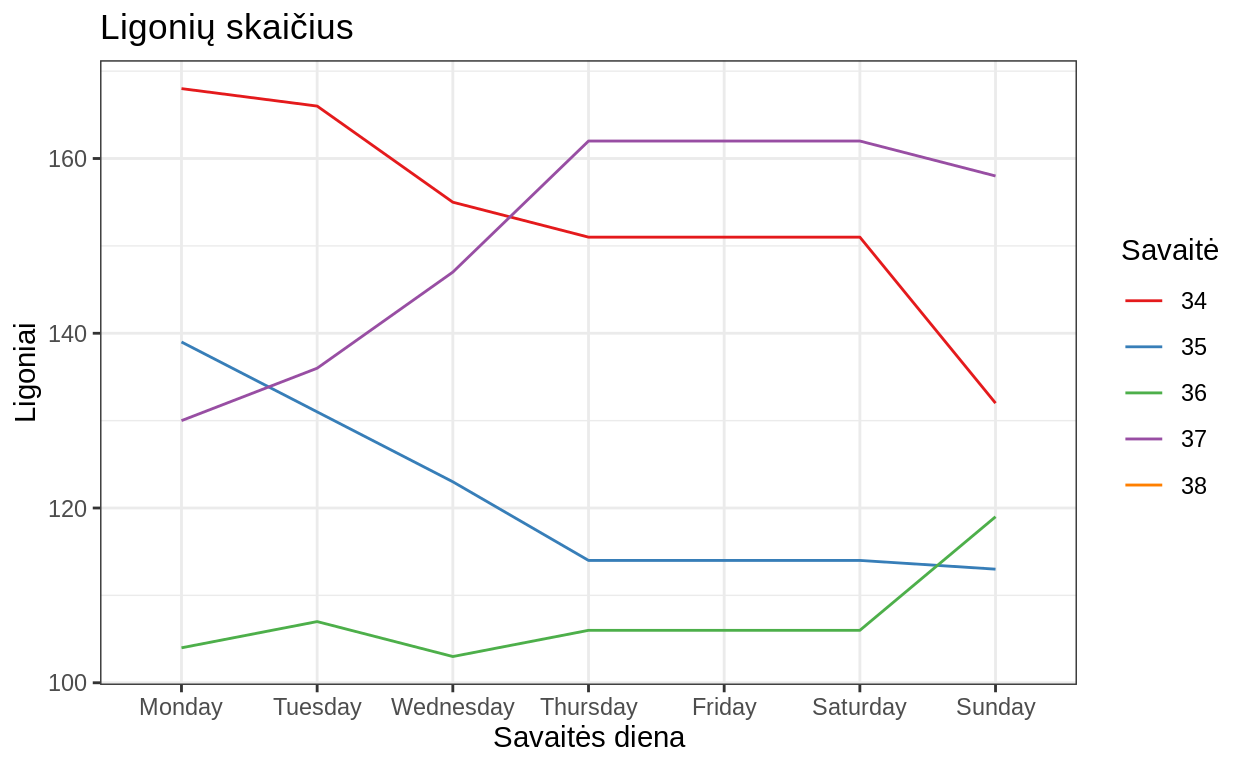 Ligonių skaičius
160
140
120
100
Ligoniai
Monday Tuesday Wednesday Thursday Friday Saturday Sunday
Savaitės diena
Savaitė
34
35
36
37
38